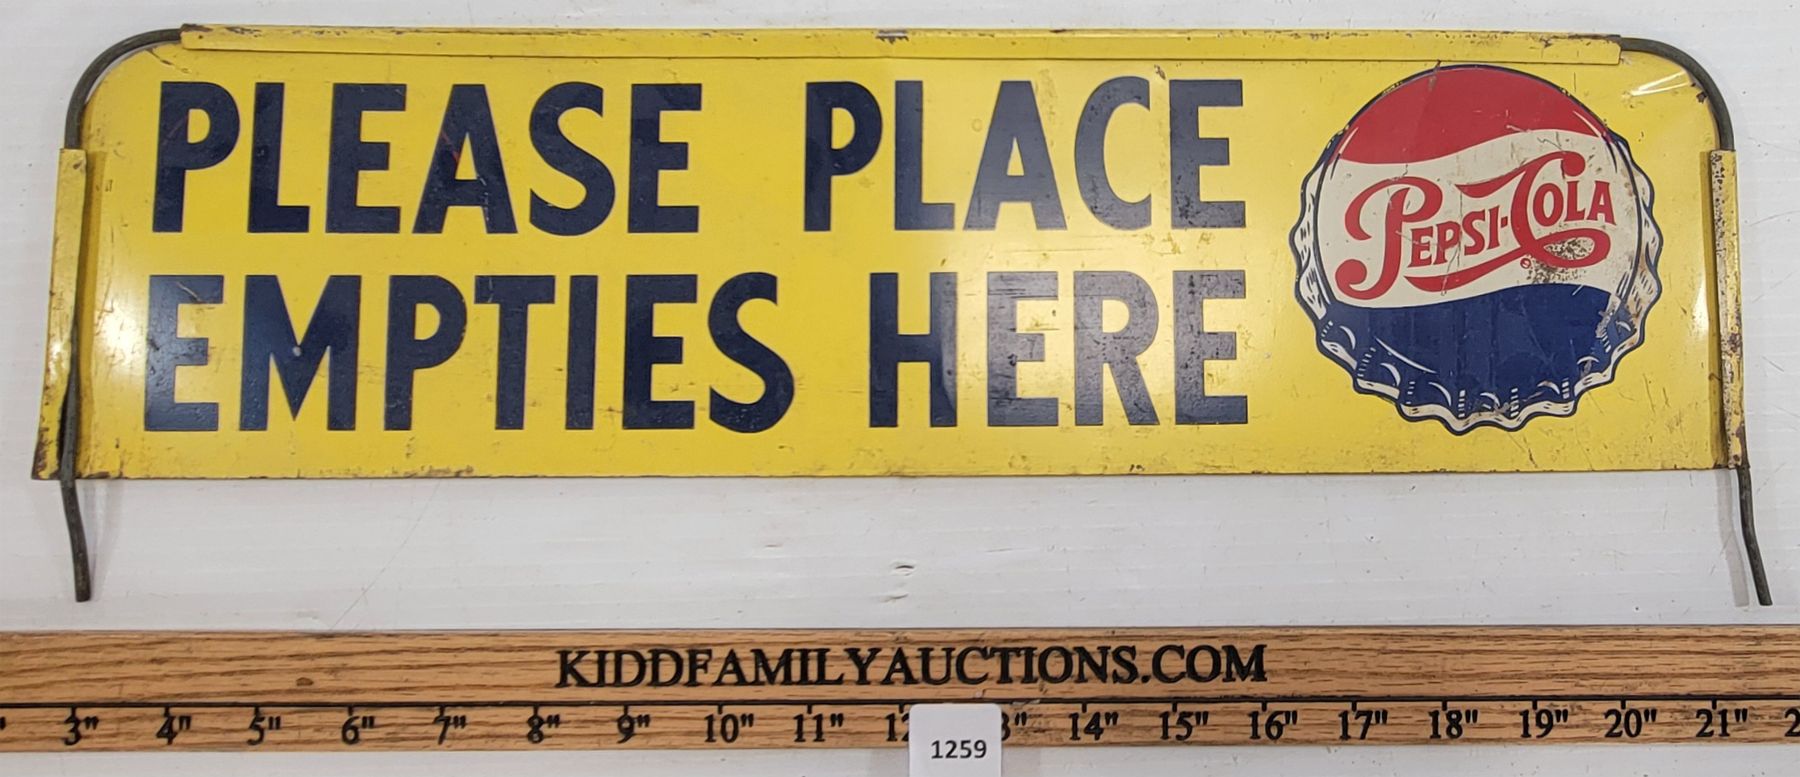 PLEASE PLACE
EMPTIES HERE
PEPSI-COLA
KIDDFAMILYAUCTIONS.COM
3" 4" 5" 6" 7" 8" 9" 10" 11" 14" 15" 16" 17" 18" 19" 20" 21"
1259